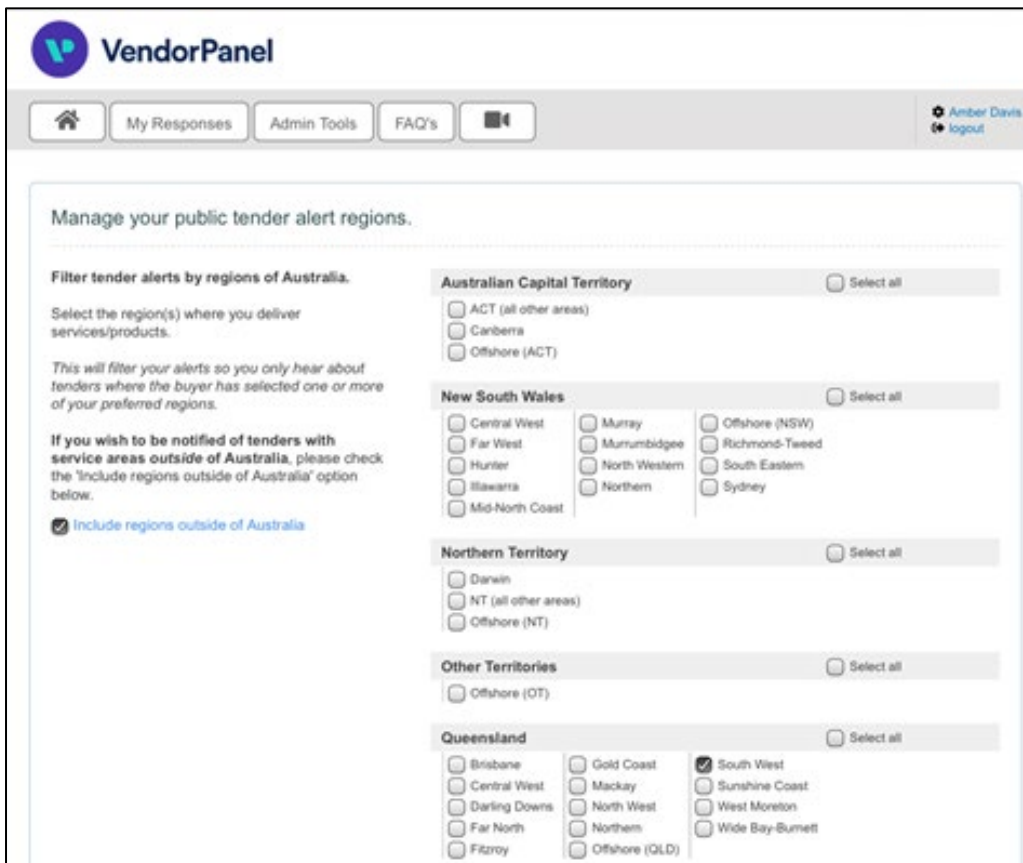 VendorPanel
My Responses
Admin Tools
FAQ's
Amber Davis
logout
Manage your public tender alert regions.
Filter tender alerts by regions of Australia.
Select the region(s) where you deliver
services/products.
This will filter your alerts so you only hear about
tenders where the buyer has selected one or more
of your preferred regions.
If you wish to be notified of tenders with
service areas outside of Australia, please check
the 'Include regions outside of Australia' option
below.
Include regions outside of Australia
Australian Capital Territory Select all
ACT (all other areas)
Canberra
Offshore (ACT)
New South Wales Select all
Central West Murray Offshore (NSW)
Far West Murrumbidgee Richmond-Tweed
Hunter North Western South Eastern
Illawarra Northern Sydney
Mid-North Coast
Northern Territory Select all
Darwin
NT (all other areas)
Offshore (NT)
Other Territories Select all
Offshore (OT)
Queensland Select all
Brisbane Gold Coast South West
Central West Mackay Sunshine Coast
Darling Downs North West West Moreton
Far North Northern Wide Bay-Burnett
Fitzroy Offshore (QLD)